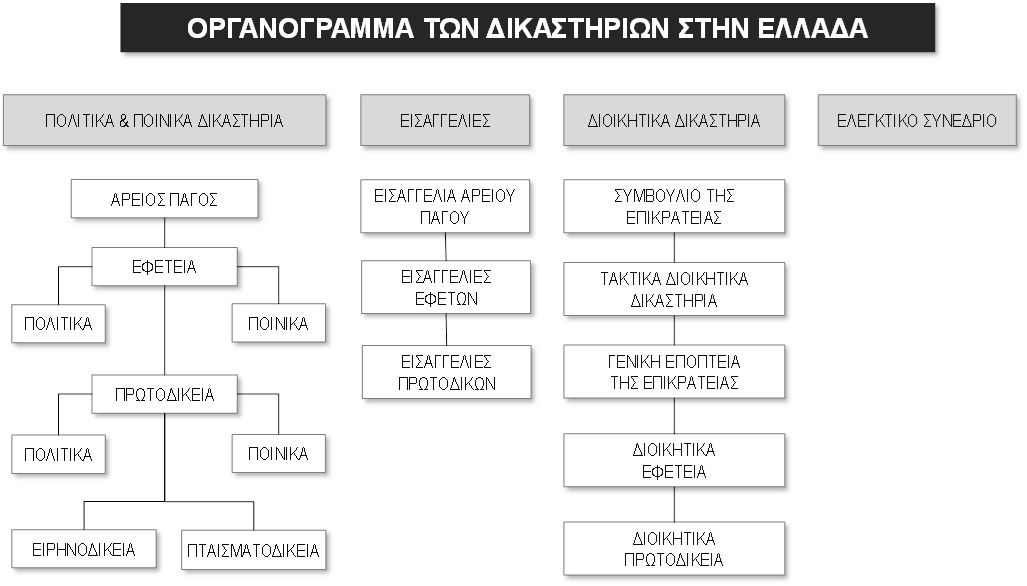 ΟΡΓΑΝΟΓΡΑΜΜΑ ΤΩΝ ΔΙΚΑΣΤΗΡΙΩΝ ΣΤΗΝ ΕΛΛΑΔΑ
ΠΟΛΙΤΙΚΑ & ΠΟΙΝΙΚΑ ΔΙΚΑΣΤΗΡΙΑ
ΑΡΕΙΟΣ ΠΑΓΟΣ
ΕΦΕΤΕΙΑ
ΠΟΛΙΤΙΚΑ
ΠΟΙΝΙΚΑ
ΠΡΩΤΟΔΙΚΕΙΑ
ΠΟΛΙΤΙΚΑ
ΠΟΙΝΙΚΑ
ΕΙΡΗΝΟΔΙΚΕΙΑ
ΠΤΑΙΣΜΑΤΟΔΙΚΕΙΑ
ΕΙΣΑΓΓΕΛΙΕΣ
ΕΙΣΑΓΓΕΛΙΑ ΑΡΕΙΟΥ
ΠΑΓΟΥ
ΕΙΣΑΓΓΕΛΙΕΣ
ΕΦΕΤΩΝ
ΕΙΣΑΓΓΕΛΙΕΣ
ΠΡΩΤΟΔΙΚΩΝ
ΔΙΟΙΚΗΤΙΚΑ ΔΙΚΑΣΤΗΡΙΑ
ΣΥΜΒΟΥΛΙΟ ΤΗΣ
ΕΠΙΚΡΑΤΕΙΑΣ
ΤΑΚΤΙΚΑ ΔΙΟΙΚΗΤΙΚΑ
ΔΙΚΑΣΤΗΡΙΑ
ΓΕΝΙΚΗ ΕΠΟΠΤΕΙΑ
ΤΗΣ ΕΠΙΚΡΑΤΕΙΑΣ
ΔΙΟΙΚΗΤΙΚΑ
ΕΦΕΤΕΙΑ
ΔΙΟΙΚΗΤΙΚΑ
ΠΡΩΤΟΔΙΚΕΙΑ
ΕΛΕΓΚΤΙΚΟ ΣΥΝΕΔΡΙΟ